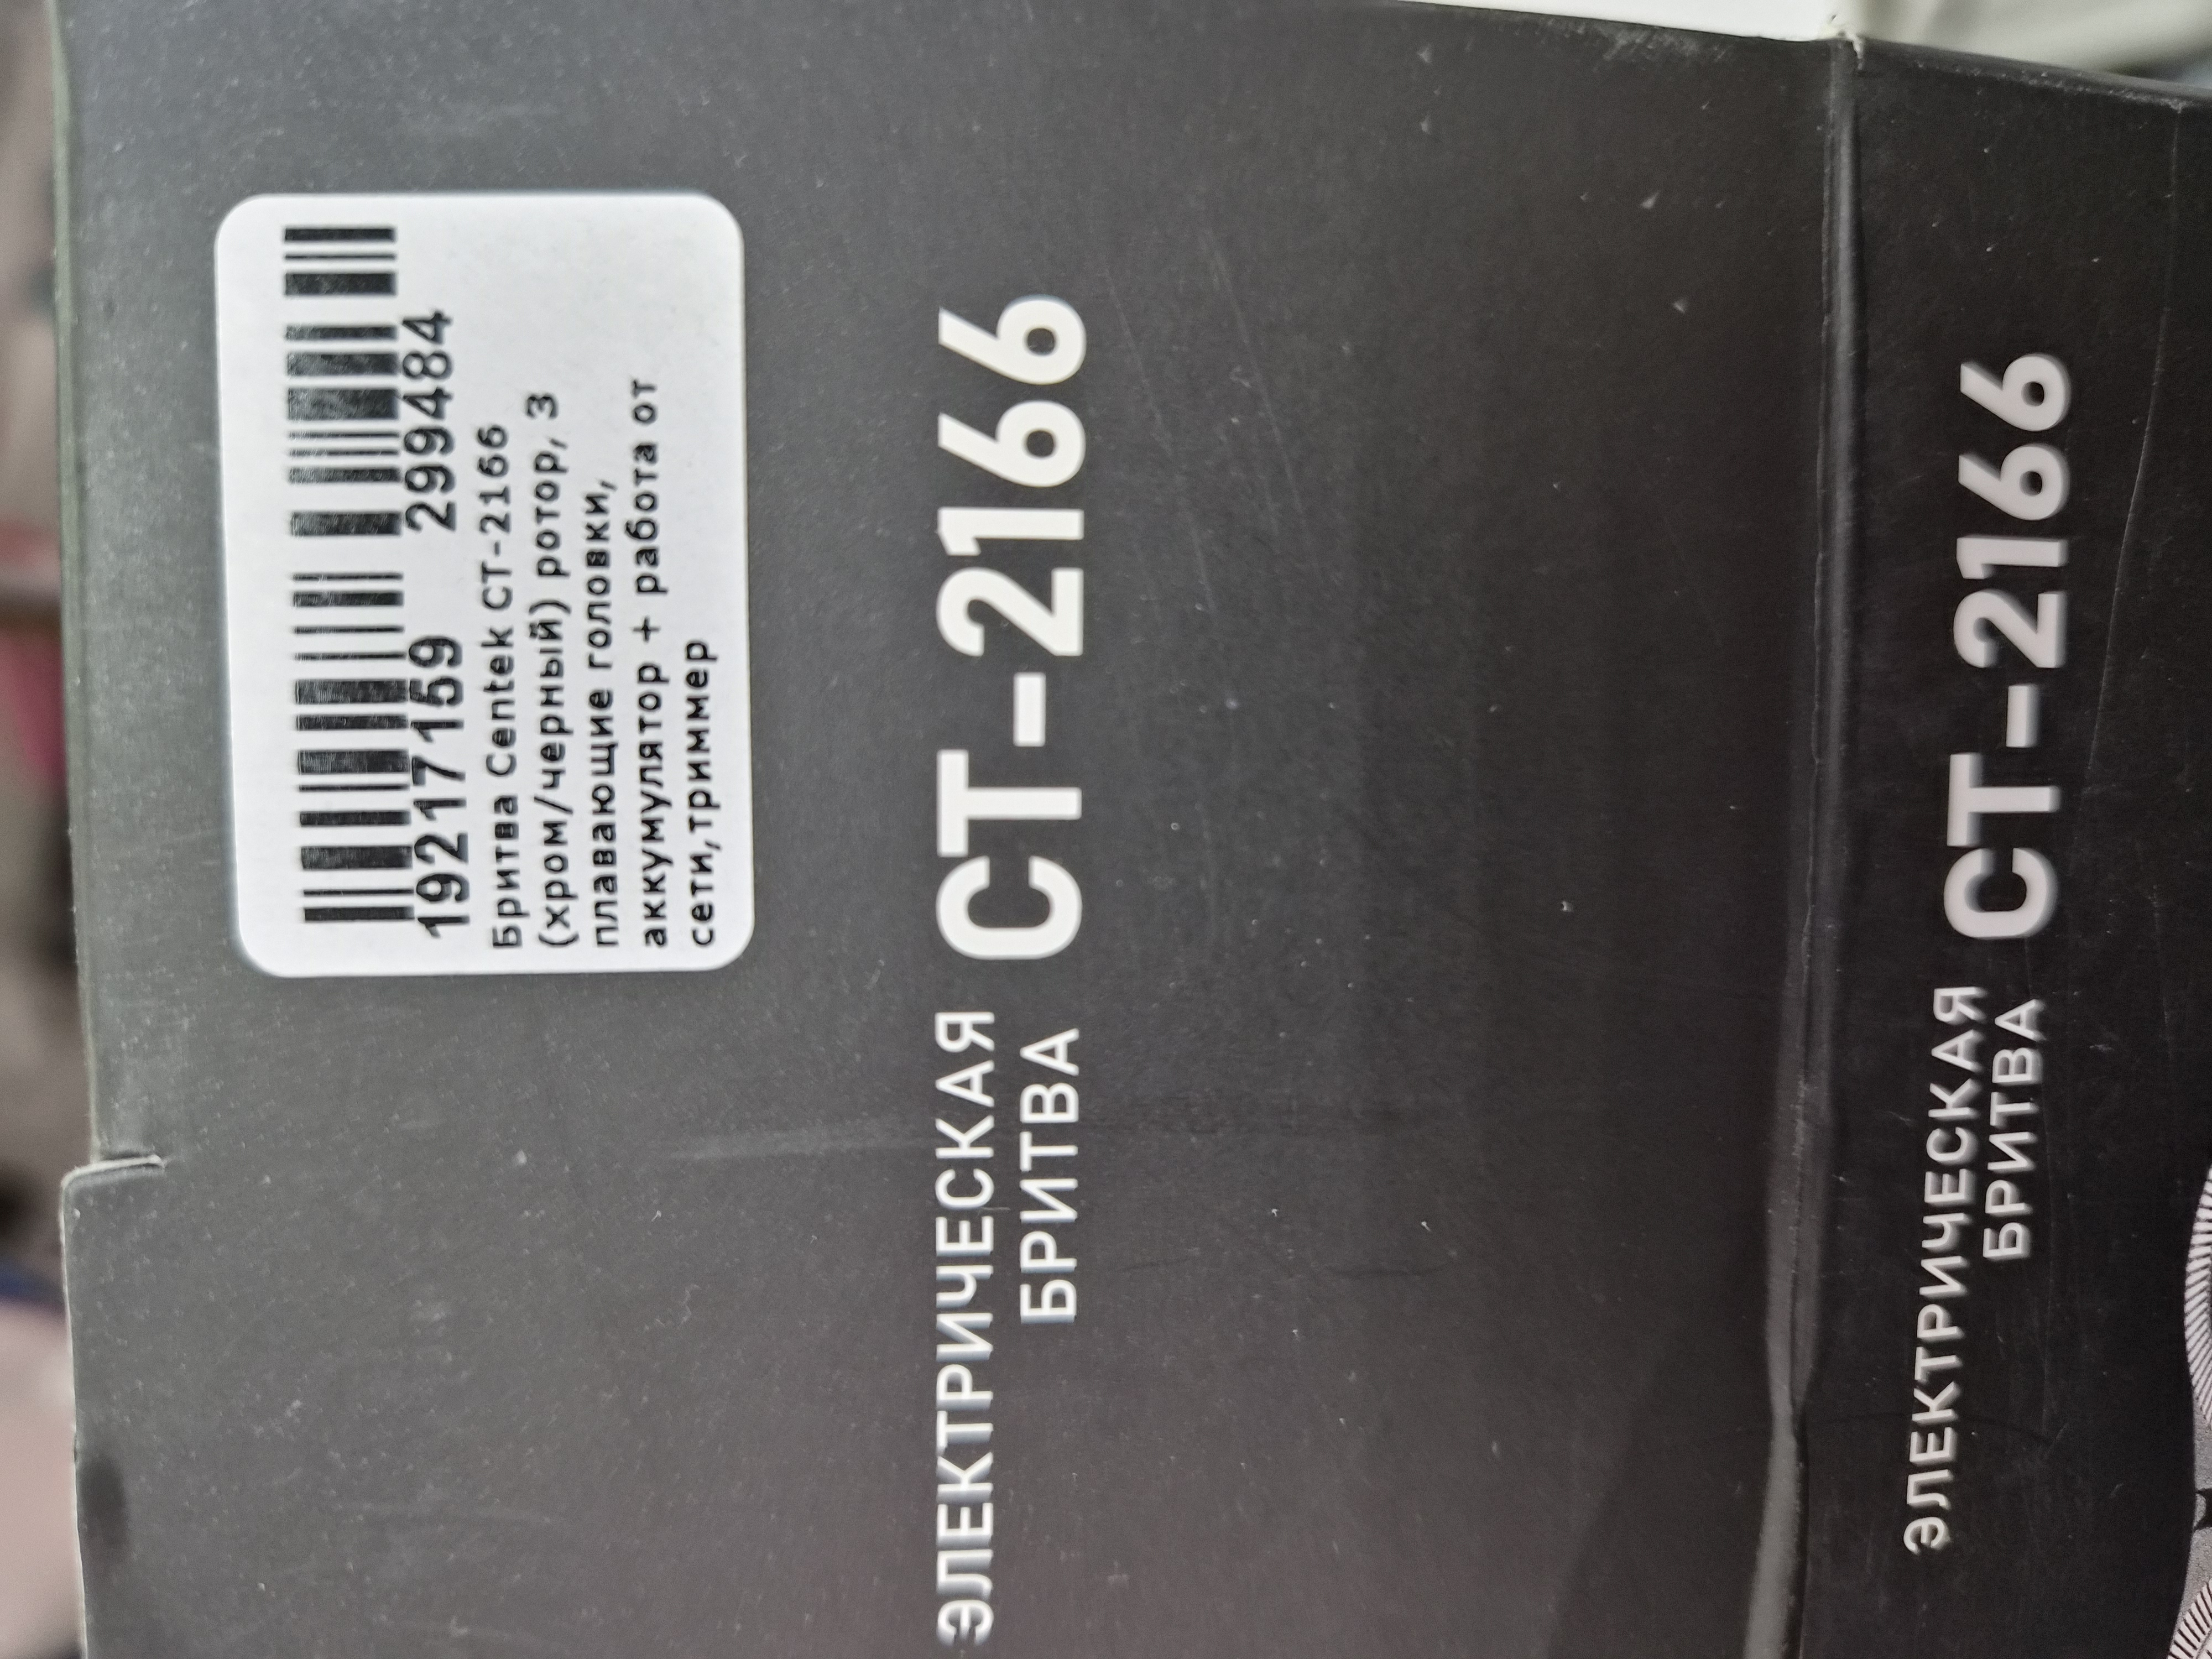 19217159 299484
Бритва Centek CT-2166
(хром/черный) ротор, 3
плавающие головки,
аккумулятор + работа от
сети,триммер
ЭЛЕКТРИЧЕСКАЯ
БРИТВА
CT-2166
ЭЛЕКТРИЧЕСКАЯ
БРИТВА
CT-2166